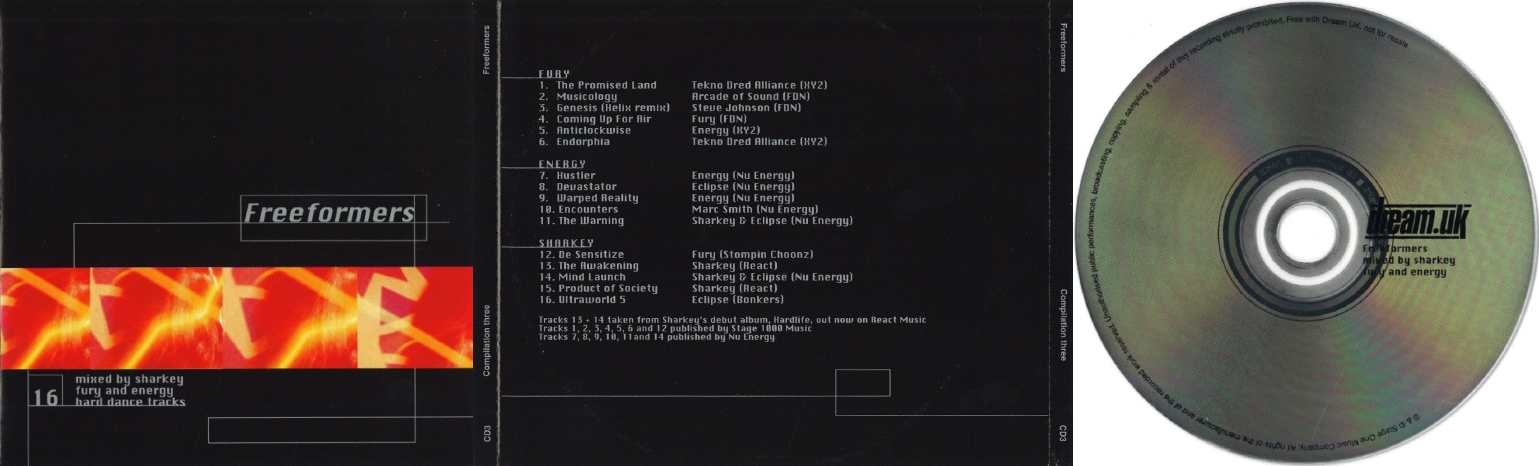 Freeformers
16
mixed by sharkey
fury and energy
hard dance tracks
Freeformers
Compilation three
CD3
FURY
1. The Promised Land Tekno Dred Alliance (XY2)
2. Musicology Arcade of Sound (FDN)
3. Genesis (Helix remix) Steve Johnson (FDN)
4. Coming Up For Air Fury (FDN)
5. Anticlockwise Energy (XY2)
6. Endorphia Tekno Dred Alliance (XY2)
ENERGY
7. Hustler Energy (Nu Energy)
8. Devastator Eclipse (Nu Energy)
9. Warped Reality Energy (Nu Energy)
10. Encounters Marc Smith (Nu Energy)
11. The Warning Sharkey & Eclipse (Nu Energy)
SHARKEY
12. De Sensitize Fury (Stompin Choonz)
13. The Awakening Sharkey (React)
14. Mind Launch Sharkey & Eclipse (Nu Energy)
15. Product of Society Sharkey (React)
16. Ultraworld 5 Eclipse (Bonkers)
Tracks 13 + 14 taken from Sharkey's debut album, Hardlife, out now on React Music
Tracks 1, 2, 3, 4, 5, 6 and 12 published by Stage 1000 Music
Tracks 7, 8, 9, 10, 11 and 14 published by Nu Energy
Freeformers
Compilation three
CD3
dream.uk
Freeformers
mixed by sharkey
fury and energy
℗ & © Stage One Music Company. All rights of the manufacturer and of the recorded work reserved. Unauthorised public performances, broadcasting, copying, sampling & rental of this recording strictly prohibited. Free with Dream UK, not for resale